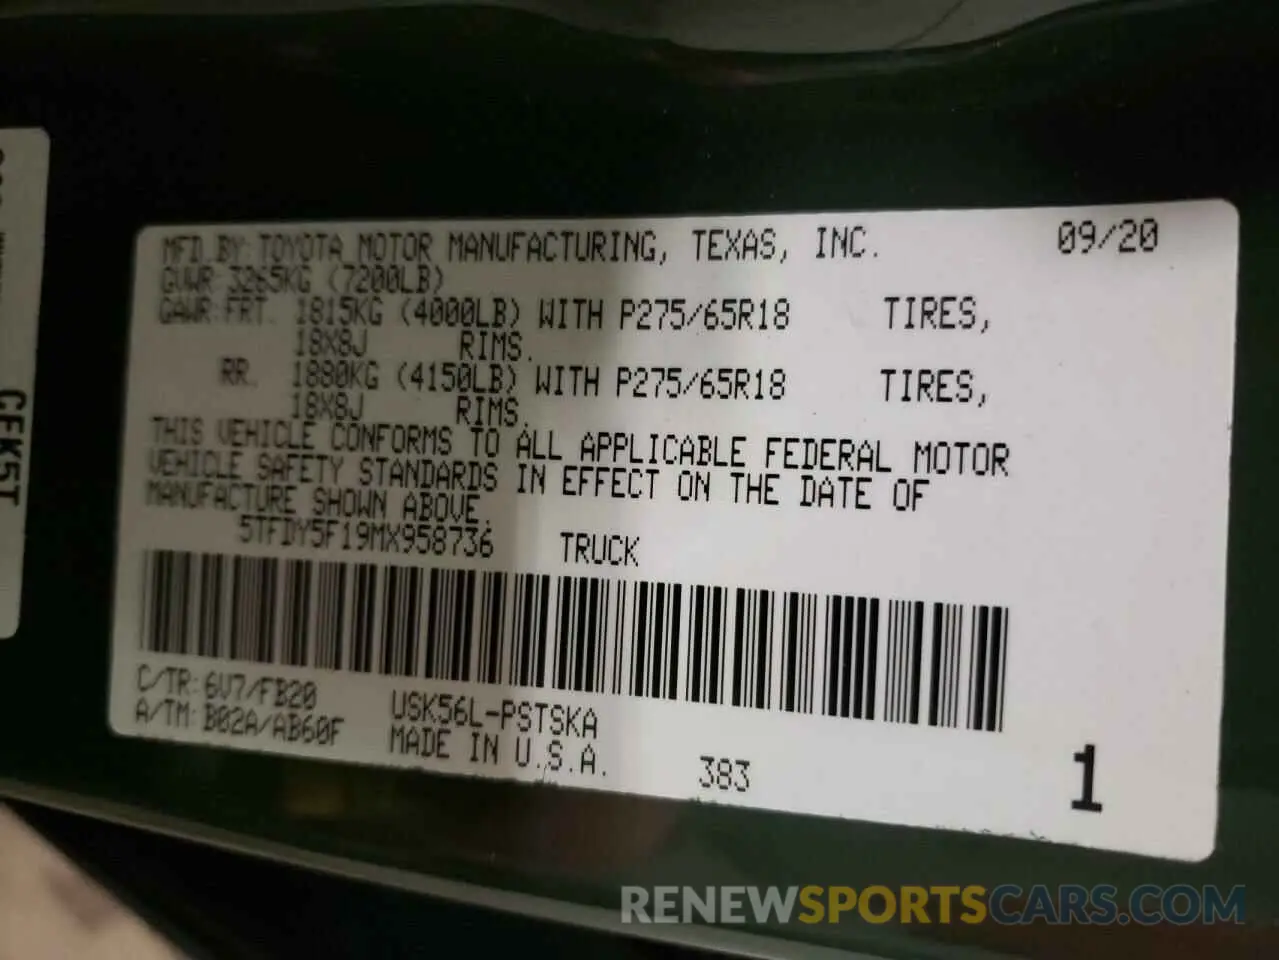 MFD.BY: TOYOTA MOTOR MANUFACTURING, TEXAS, INC. 09/20
GVWR: 3265KG (7200LB)
GAWR: FRT. 1815KG (4000LB) WITH P275/65R18 TIRES,
18X8J RIMS.
RR. 1880KG (4150LB) WITH P275/65R18 TIRES,
18X8J RIMS.
THIS VEHICLE CONFORMS TO ALL APPLICABLE FEDERAL MOTOR
VEHICLE SAFETY STANDARDS IN EFFECT ON THE DATE OF
MANUFACTURE SHOWN ABOVE.
5TFDY5F19MX958736 TRUCK
C/TR: 6V7/FB20 USK56L-PSTSKA
A/TM: B02A/AB60F MADE IN U.S.A. 383
1
CEK5T
RENEWSPORTSCARS.COM